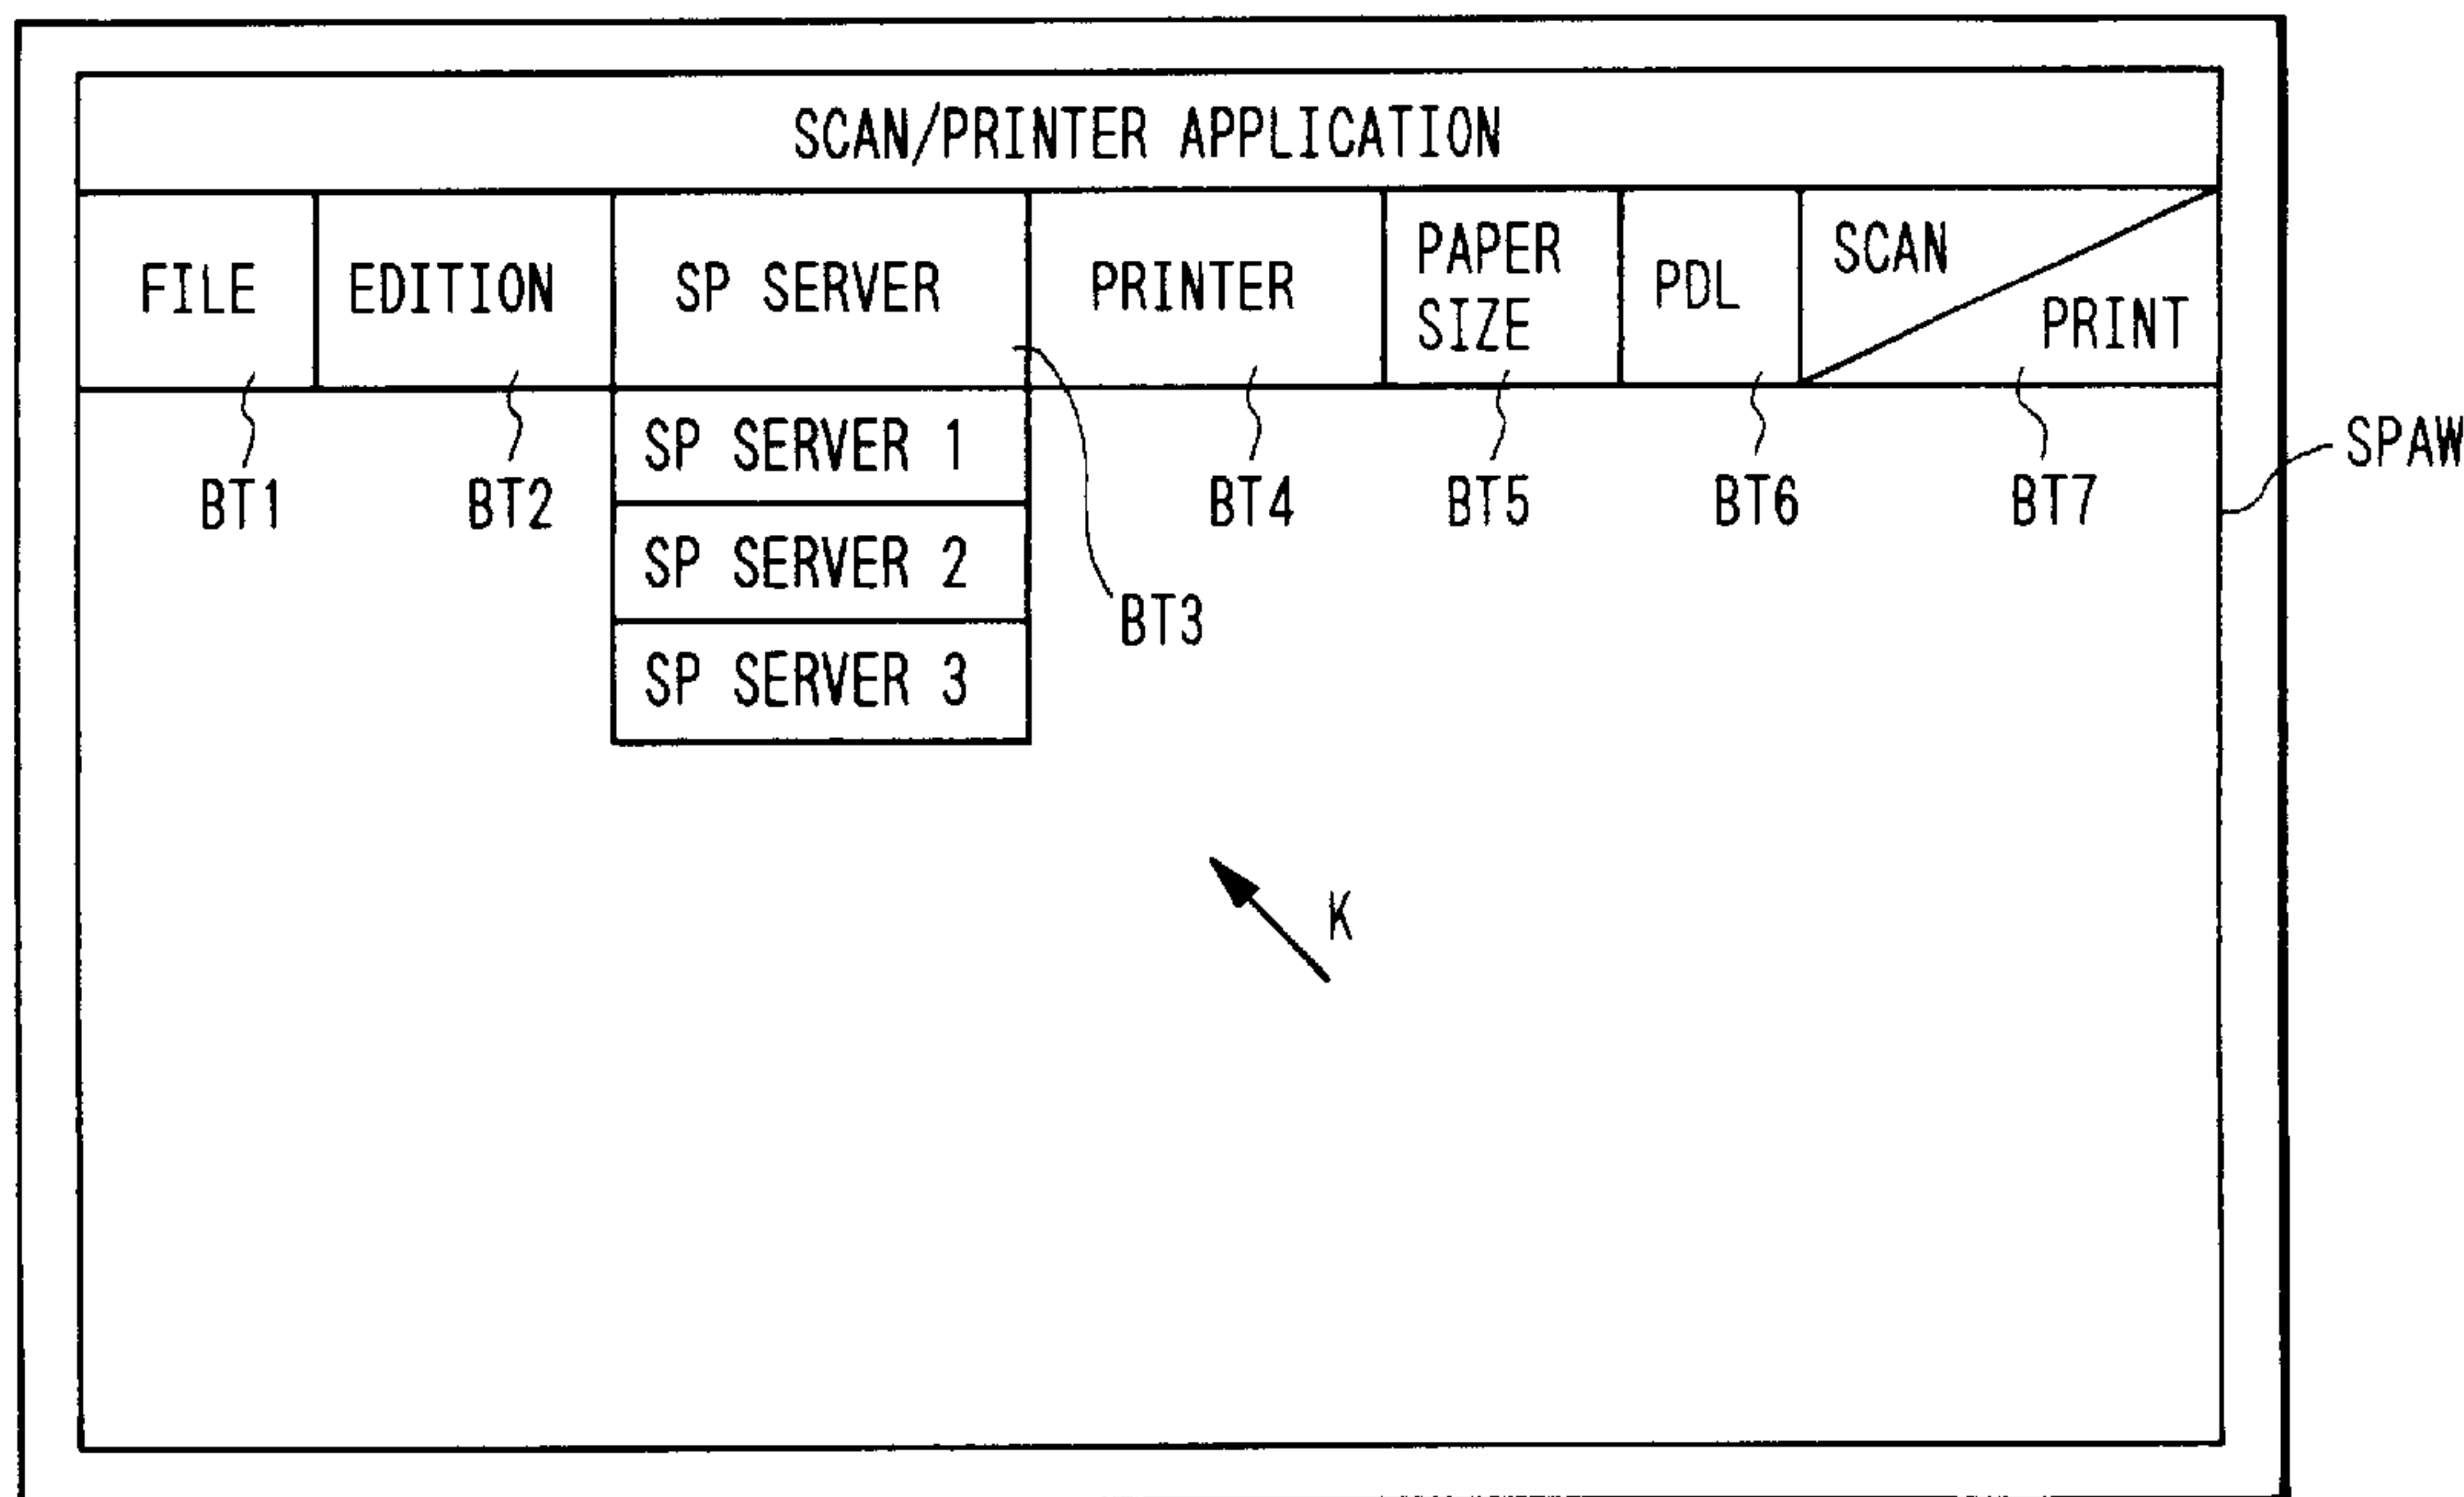 SCAN/PRINTER APPLICATION
FILE
EDITION
SP SERVER
PRINTER
PAPER
SIZE
PDL
SCAN
PRINT
BT1
BT2
SP SERVER 1
BT4
BT5
BT6
BT7
SPAW
SP SERVER 2
BT3
SP SERVER 3
K